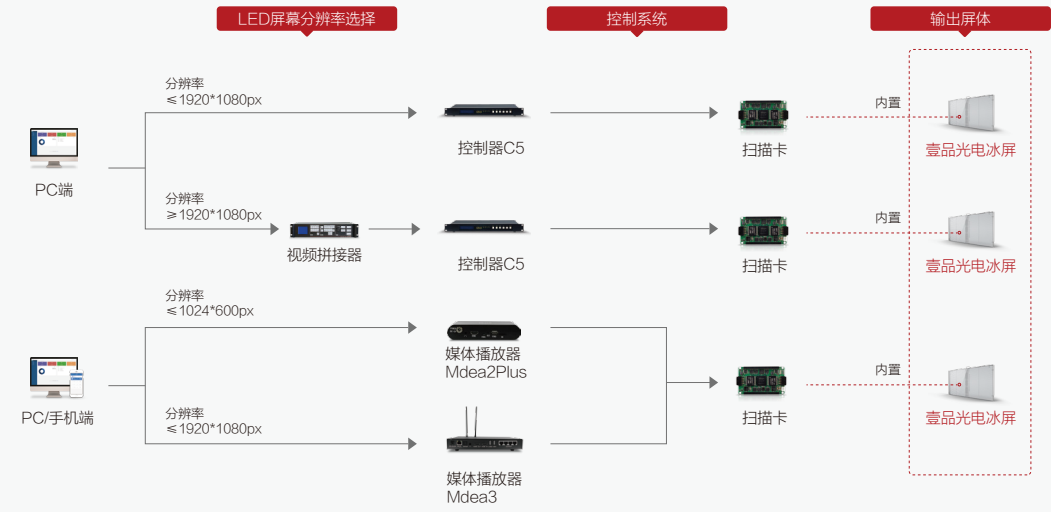 LED屏幕分辨率选择
控制系统
输出屏体
分辨率
≤1920*1080px
控制器C5
扫描卡
内置
壹品光电冰屏
PC端
分辨率
≥1920*1080px
视频拼接器
控制器C5
扫描卡
内置
壹品光电冰屏
分辨率
≤1024*600px
媒体播放器
Mdea2Plus
PC/手机端
扫描卡
内置
壹品光电冰屏
分辨率
≤1920*1080px
媒体播放器
Mdea3